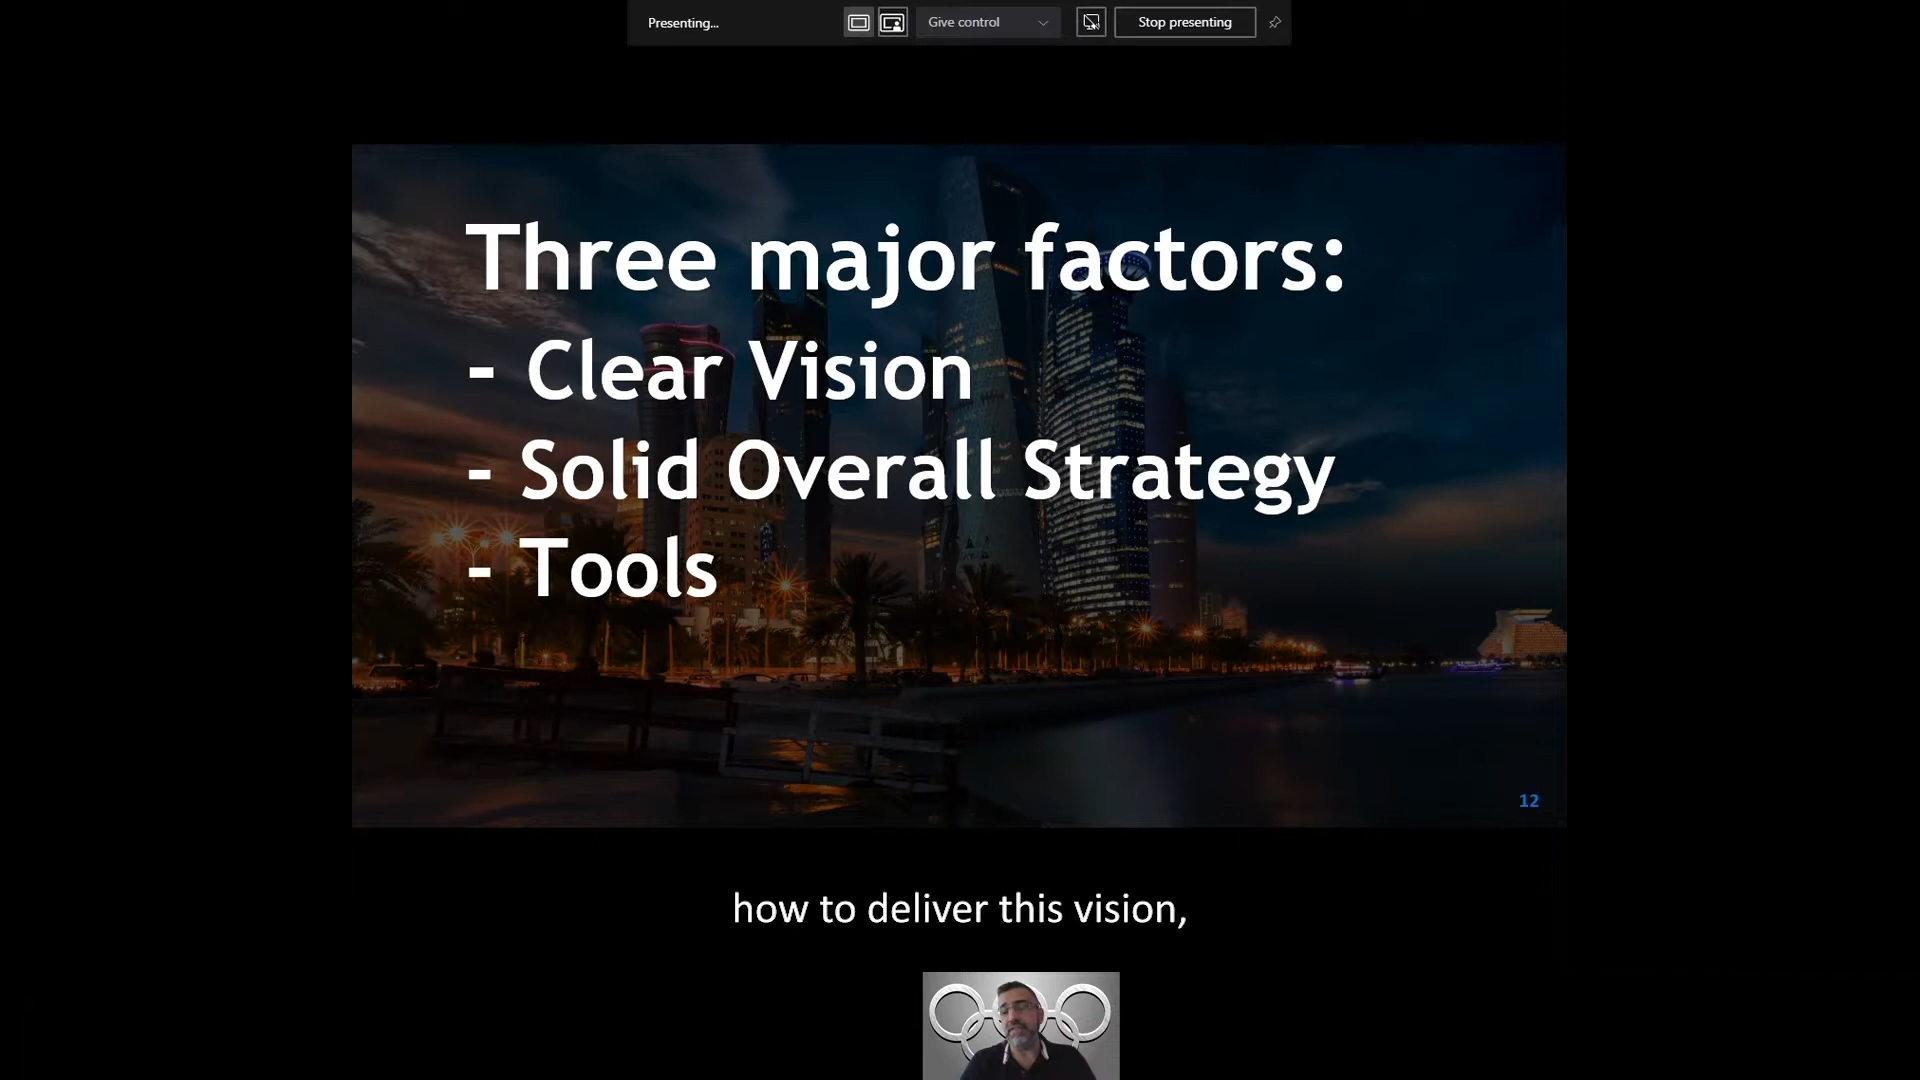 Presenting...
Give control
Stop presenting
Three major factors:
- Clear Vision
- Solid Overall Strategy
- Tools
12
how to deliver this vision,